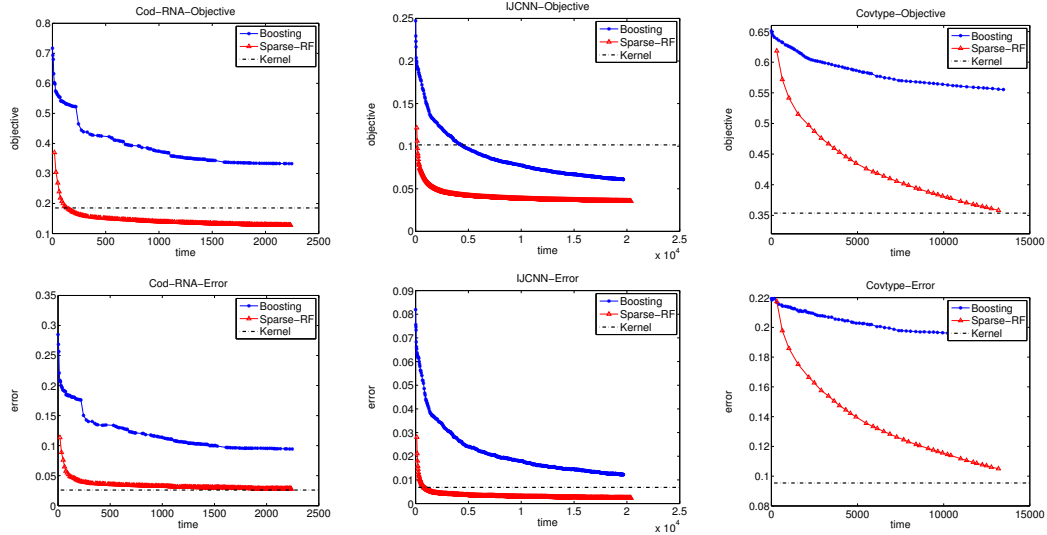 Cod-RNA-Objective
0.8
0.7
0.6
0.5
0.4
0.3
0.2
0.1
objective
0
500
1000
1500
2000
2500
time
Boosting
Sparse-RF
Kernel
IJCNN-Objective
0.25
0.2
0.15
0.1
0.05
0
objective
0
0.5
1
1.5
2
2.5
x 10⁴
time
Boosting
Sparse-RF
Kernel
Covtype-Objective
0.65
0.6
0.55
0.5
0.45
0.4
0.35
objective
0
5000
10000
15000
time
Boosting
Sparse-RF
Kernel
Cod-RNA-Error
0.35
0.3
0.25
0.2
0.15
0.1
0.05
0
error
0
500
1000
1500
2000
2500
time
Boosting
Sparse-RF
Kernel
IJCNN-Error
0.09
0.08
0.07
0.06
0.05
0.04
0.03
0.02
0.01
0
error
0
0.5
1
1.5
2
2.5
x 10⁴
time
Boosting
Sparse-RF
Kernel
Covtype-Error
0.22
0.2
0.18
0.16
0.14
0.12
0.1
0.08
error
0
5000
10000
15000
time
Boosting
Sparse-RF
Kernel